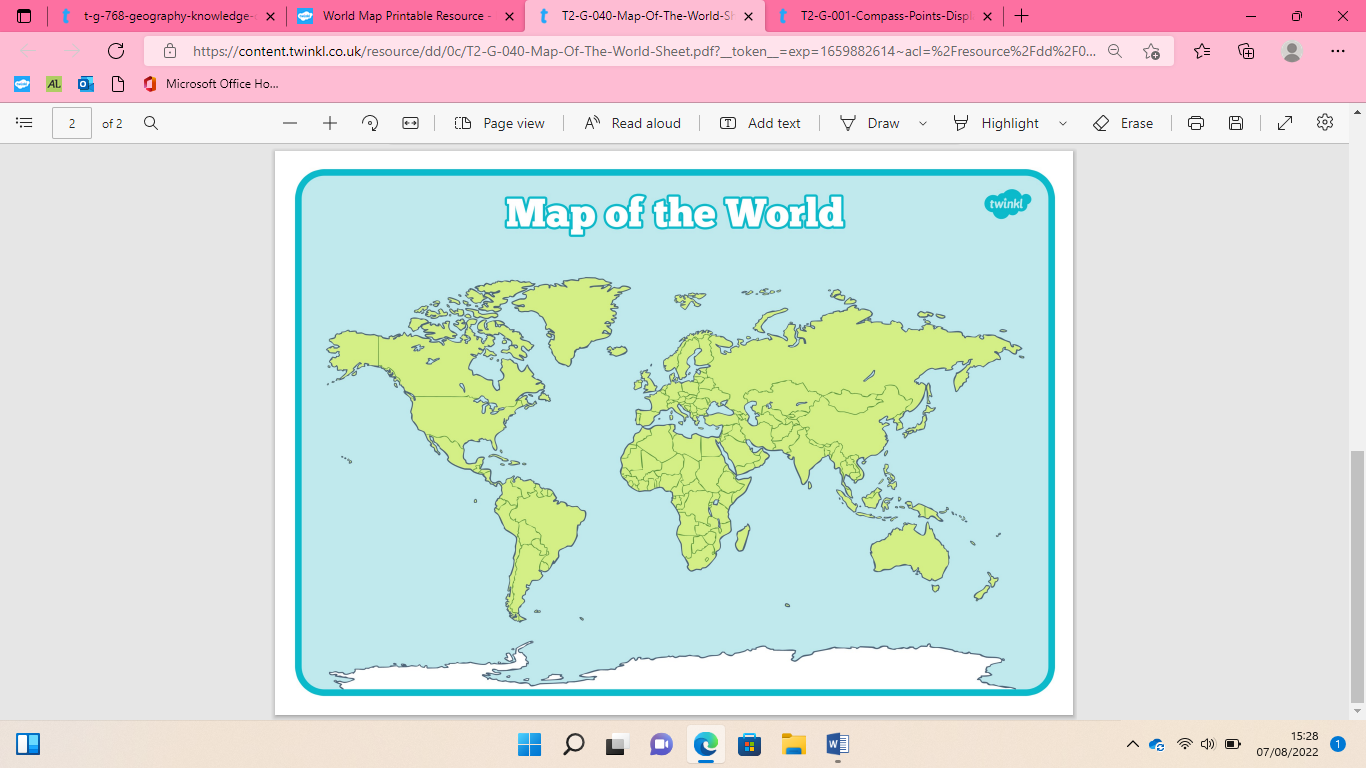 t-g-768-geography-knowledge-
World Map Printable Resource -
T2-G-040-Map-Of-The-World-Sh
T2-G-001-Compass-Points-Displ
https://content.twinkl.co.uk/resource/dd/0c/T2-G-040-Map-Of-The-World-Sheet.pdf?__token__=exp=1659882614~acl=%2Fresource%2Fdd%2F0...
AL
Microsoft Office Ho...
2 of 2
Page view
Read aloud
Add text
Draw
Highlight
Erase
Map of the World
twinkl
15:28
07/08/2022
1